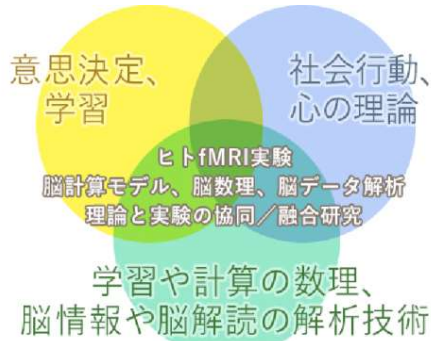 意思決定、
学習
社会行動、
心の理論
ヒトfMRI実験
脳計算モデル、脳数理、脳データ解析
理論と実験の協同／融合研究
学習や計算の数理、
脳情報や脳解読の解析技術